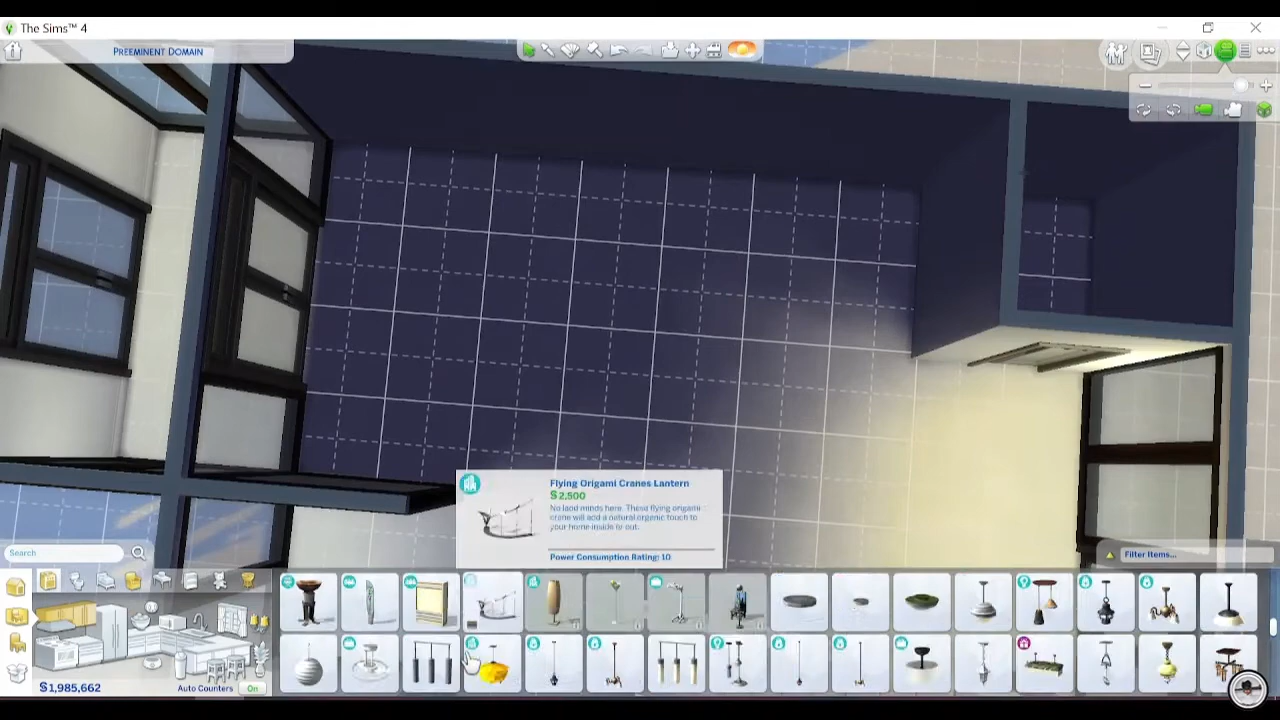 The Sims™ 4
PREEMINENT DOMAIN
Flying Origami Cranes Lantern
§2,500
No laod minds here. These flying origami
crane will add a natural organic touch to
your home-inside to out.
Power Consumption Rating: 10
Search
Filter Items...
§1,985,662
Auto Counters
On